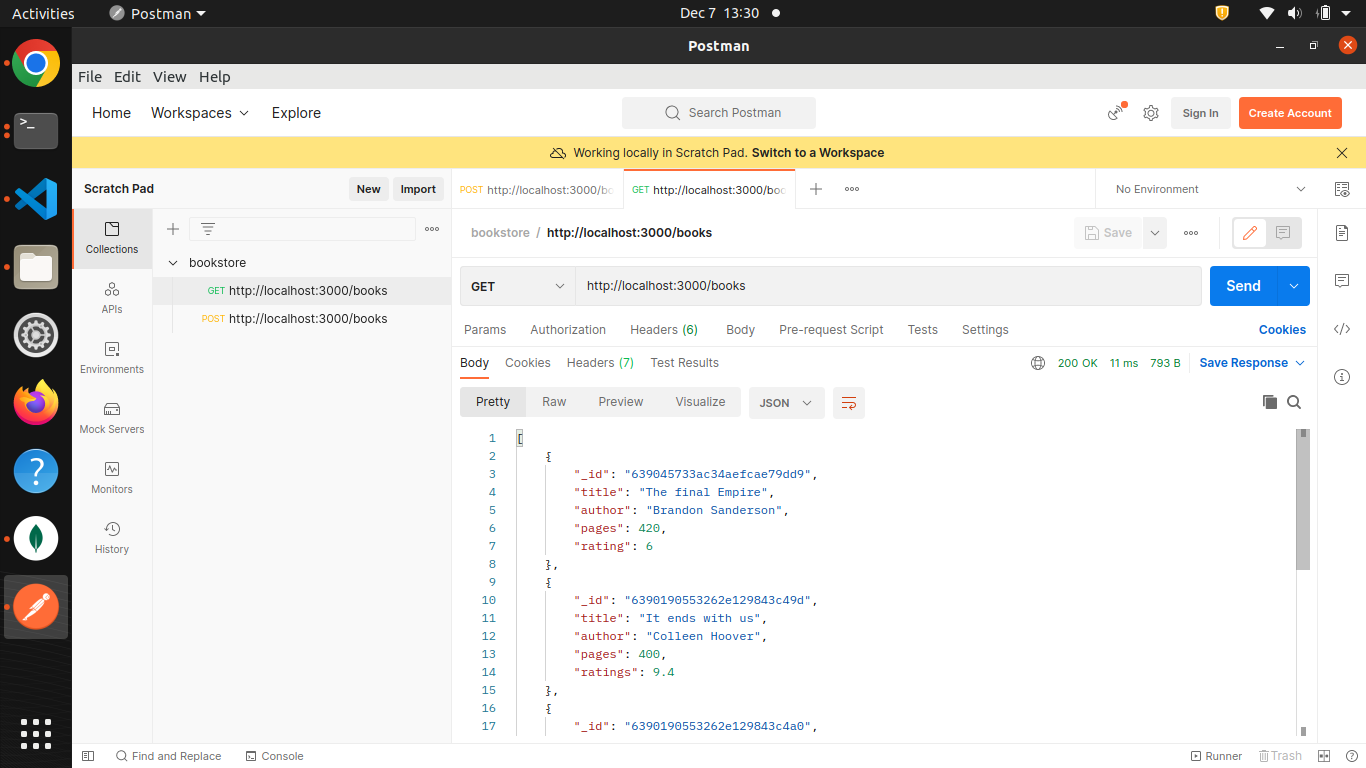 Activities Postman Dec 7 13:30
Postman
File Edit View Help
Home Workspaces Explore Search Postman Sign In Create Account
Working locally in Scratch Pad. Switch to a Workspace
Scratch Pad New Import
POST http://localhost:3000/bo GET http://localhost:3000/boo No Environment
Collections
APIs
Environments
Mock Servers
Monitors
History
bookstore
GET http://localhost:3000/books
POST http://localhost:3000/books
bookstore / http://localhost:3000/books Save
GET http://localhost:3000/books Send
Params Authorization Headers (6) Body Pre-request Script Tests Settings Cookies
Body Cookies Headers (7) Test Results 200 OK 11 ms 793 B Save Response
Pretty Raw Preview Visualize JSON
1 [
2 {
3 "_id": "639045733ac34aefcae79dd9",
4 "title": "The final Empire",
5 "author": "Brandon Sanderson",
6 "pages": 420,
7 "rating": 6
8 },
9 {
10 "_id": "6390190553262e129843c49d",
11 "title": "It ends with us",
12 "author": "Colleen Hoover",
13 "pages": 400,
14 "ratings": 9.4
15 },
16 {
17 "_id": "6390190553262e129843c4a0",
Find and Replace Console Runner Trash